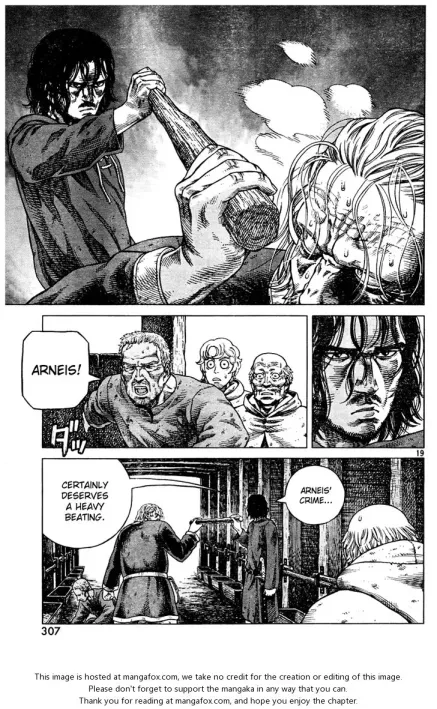 ARNEIS!
ダッ
19
CERTAINLY
DESERVES
A HEAVY
BEATING.
ARNEIS'
CRIME...
307
This image is hosted at mangafox.com, we take no credit for the creation or editing of this image.
Please don't forget to support the mangaka in any way that you can.
Thank you for reading at mangafox.com, and hope you enjoy the chapter.